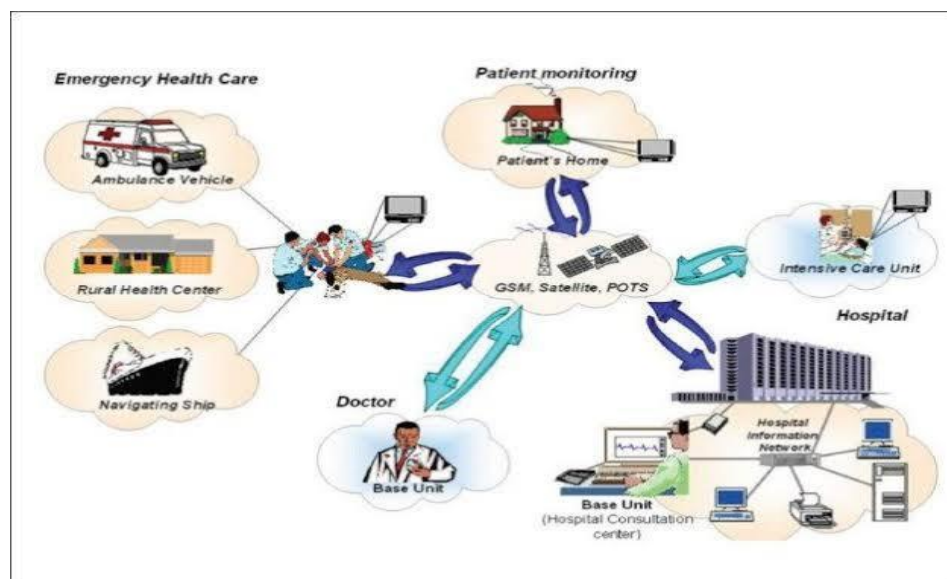 Emergency Health Care
Ambulance Vehicle
Rural Health Center
Navigating Ship
Patient monitoring
Patient's Home
GSM, Satellite, POTS
Intensive Care Unit
Hospital
Doctor
Base Unit
Hospital
Information
Network
Base Unit
(Hospital Consultation
center)